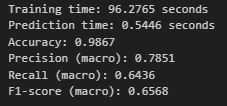 Training time: 96.2765 seconds
Prediction time: 0.5446 seconds
Accuracy: 0.9867
Precision (macro): 0.7851
Recall (macro): 0.6436
F1-score (macro): 0.6568